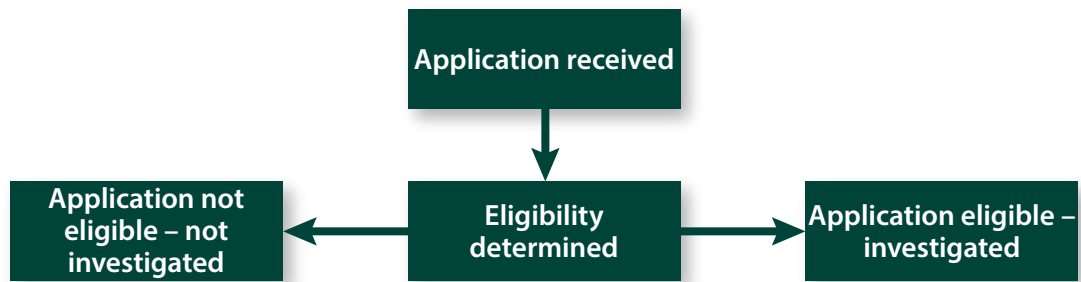 Application received
Application not
eligible – not
investigated
Eligibility
determined
Application eligible –
investigated